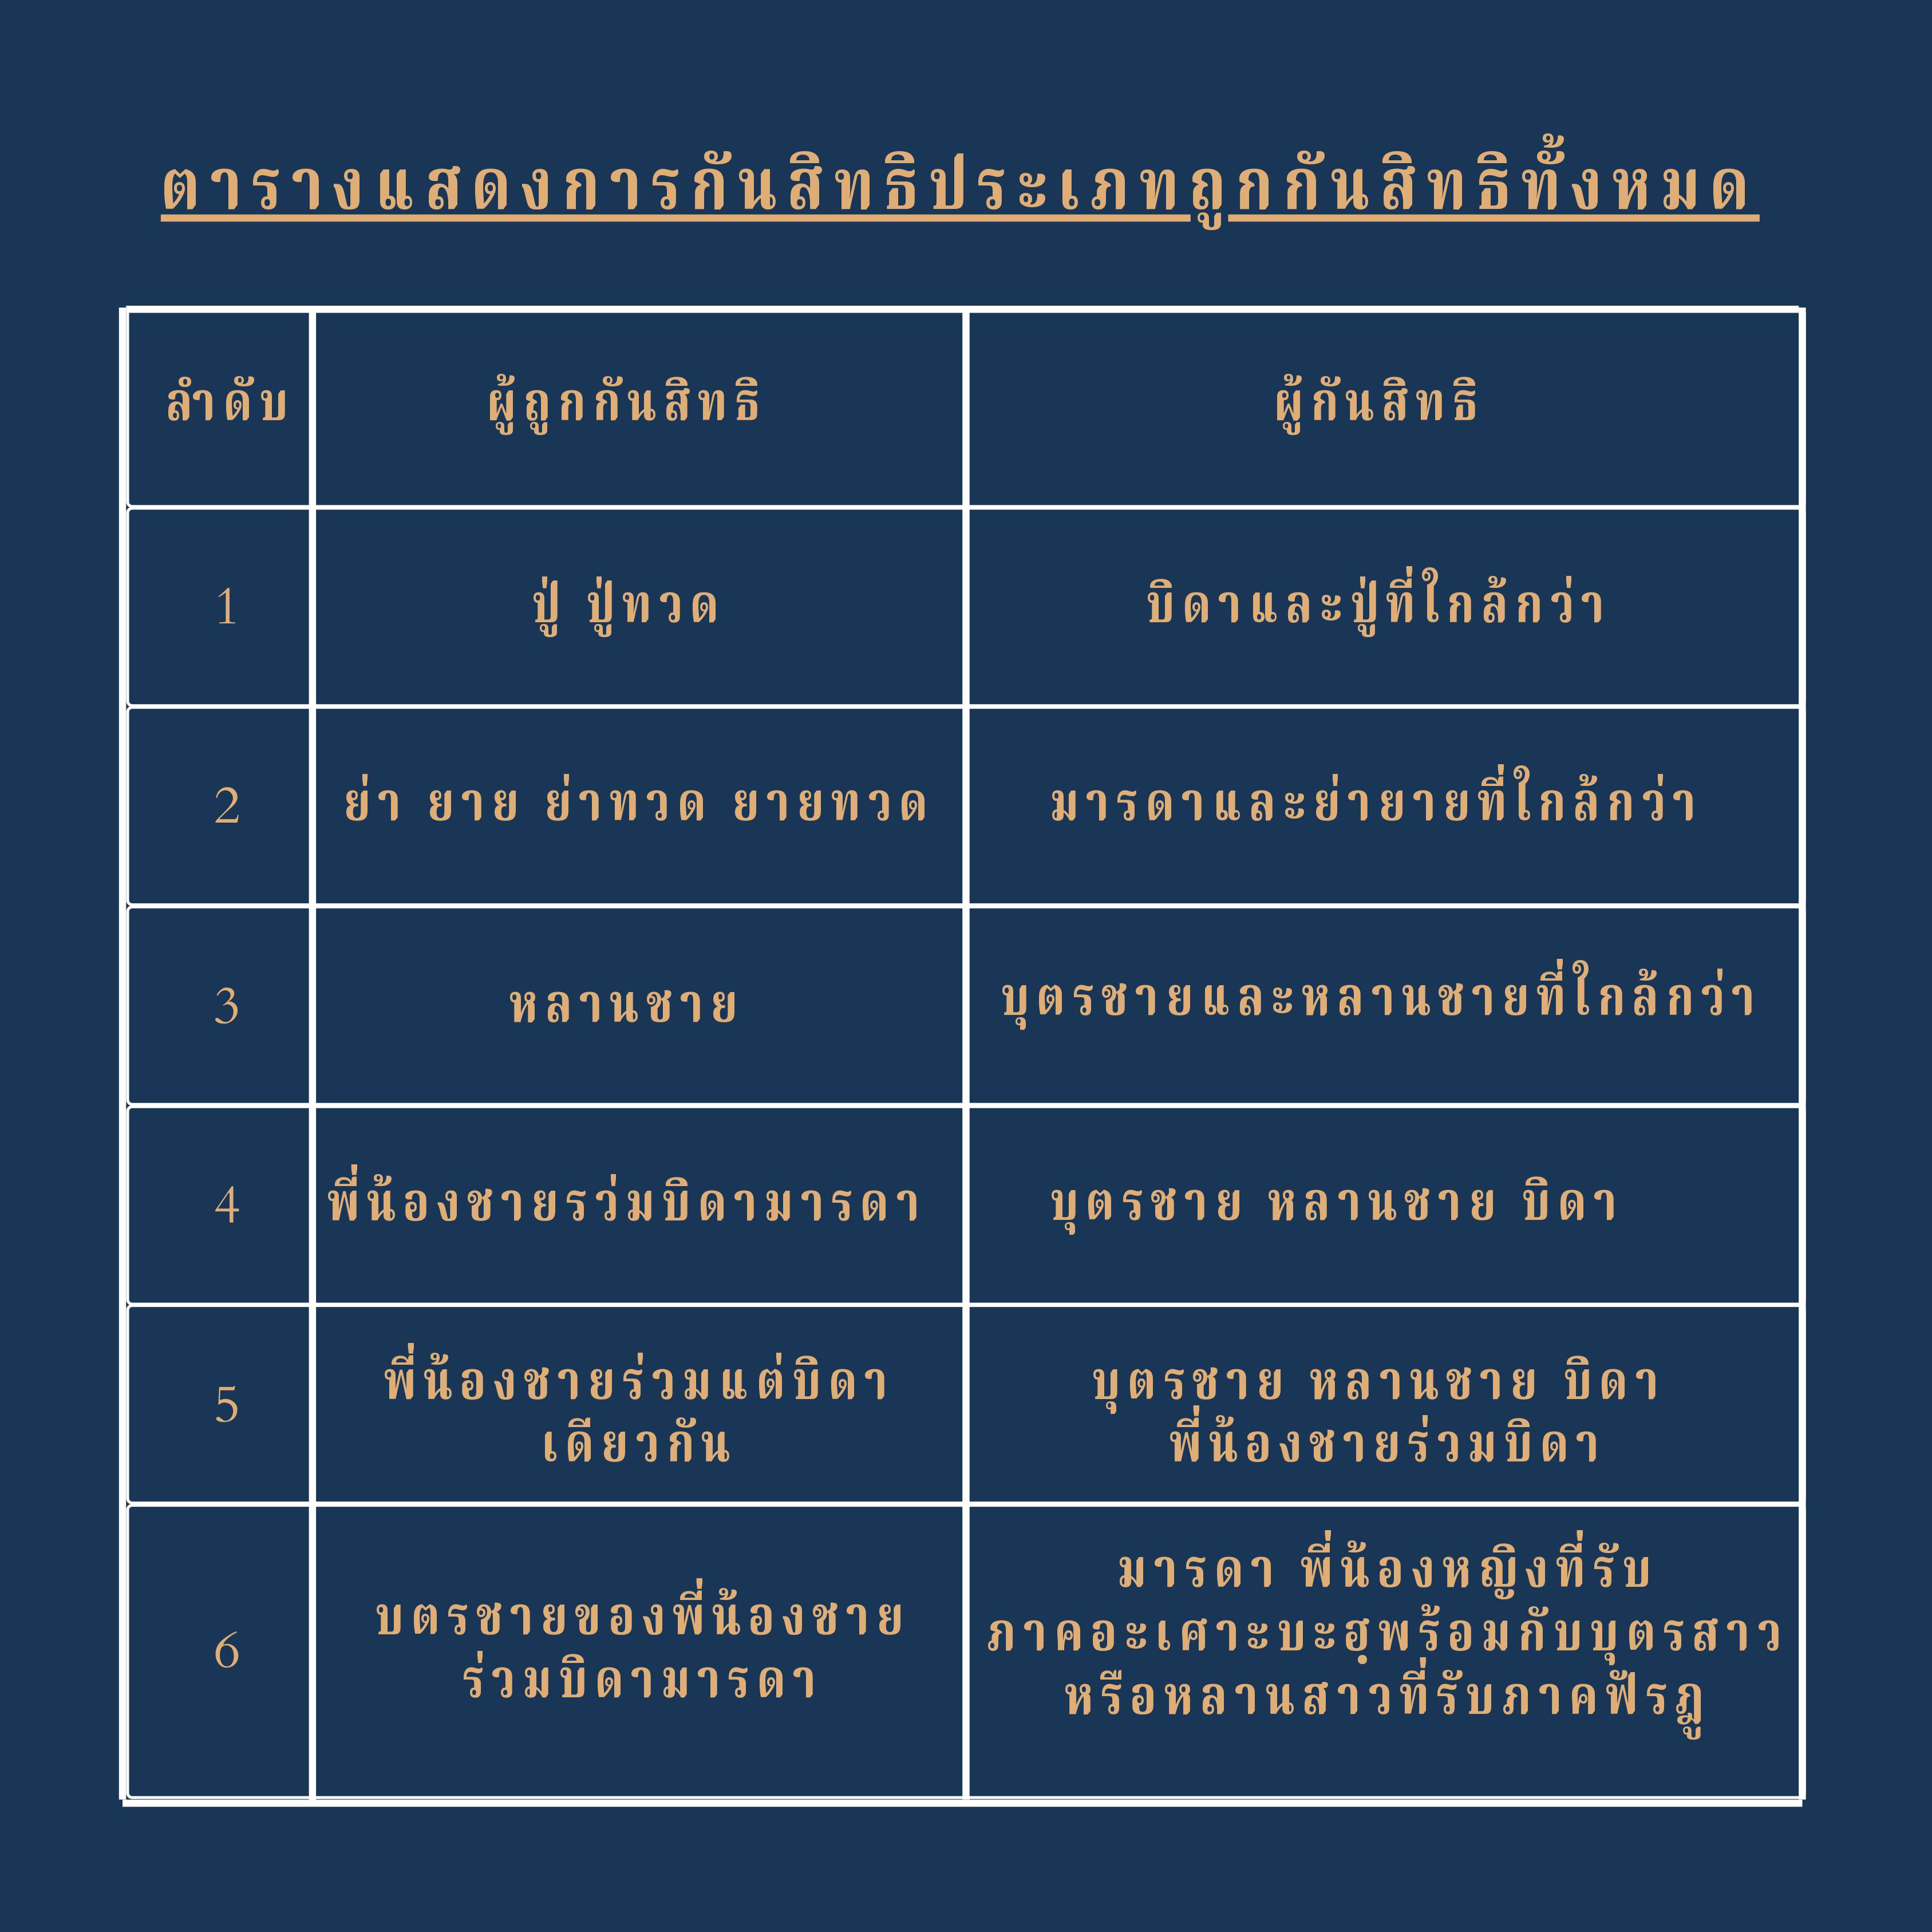 ตารางแสดงการกันสิทธิประเภทถูกกันสิทธิทั้งหมด
ลำดับ ผู้ถูกกันสิทธิ ผู้กันสิทธิ
1 ปู่ ปู่ทวด บิดาและปู่ที่ใกล้กว่า
2 ย่า ยาย ย่าทวด ยายทวด มารดาและย่ายายที่ใกล้กว่า
3 หลานชาย บุตรชายและหลานชายที่ใกล้กว่า
4 พี่น้องชายรว่มบิดามารดา บุตรชาย หลานชาย บิดา
5 พี่น้องชายร่วมแต่บิดา
เดียวกัน
บุตรชาย หลานชาย บิดา
พี่น้องชายร่วมบิดา
6 บตรชายของพี่น้องชาย
ร่วมบิดามารดา
มารดา พี่น้องหญิงที่รับ
ภาคอะเศาะบะฮฺพร้อมกับบุตรสาว
หรือหลานสาวที่รับภาคฟัรฎู